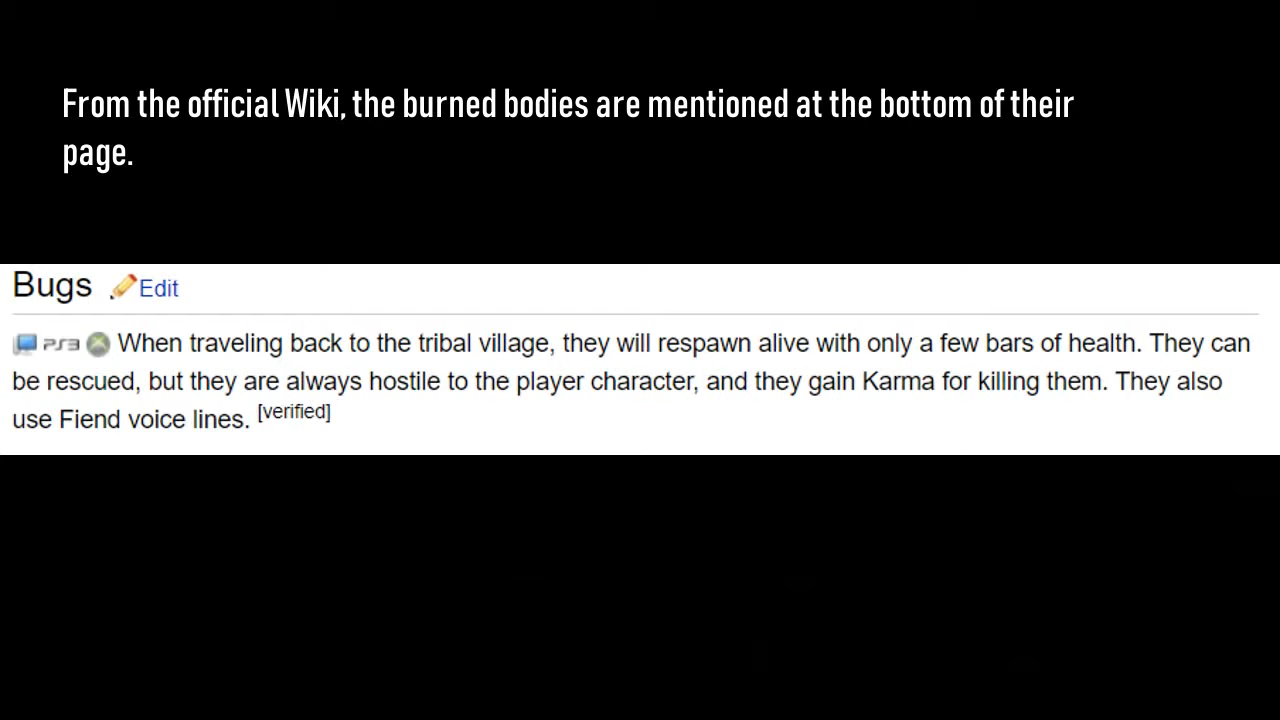 From the official Wiki, the burned bodies are mentioned at the bottom of their
page.
Bugs Edit
PS3 When traveling back to the tribal village, they will respawn alive with only a few bars of health. They can
be rescued, but they are always hostile to the player character, and they gain Karma for killing them. They also
use Fiend voice lines. [verified]